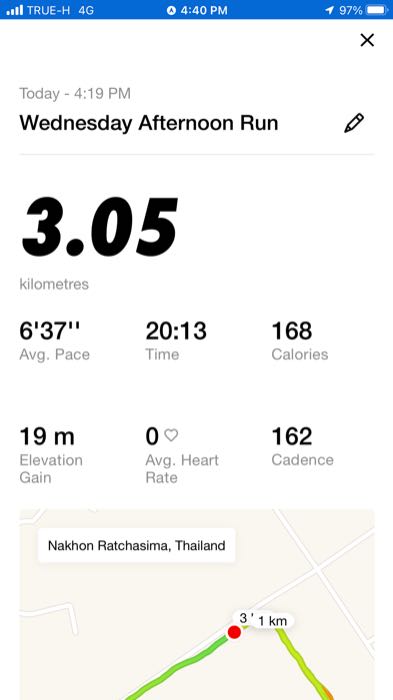 TRUE-H 4G 4:40 PM 97%
Today - 4:19 PM
Wednesday Afternoon Run
3.05
kilometres
6'37'' 20:13 168
Avg. Pace Time Calories
19 m 0 162
Elevation Gain Avg. Heart Rate Cadence
Nakhon Ratchasima, Thailand
3 ' 1 km